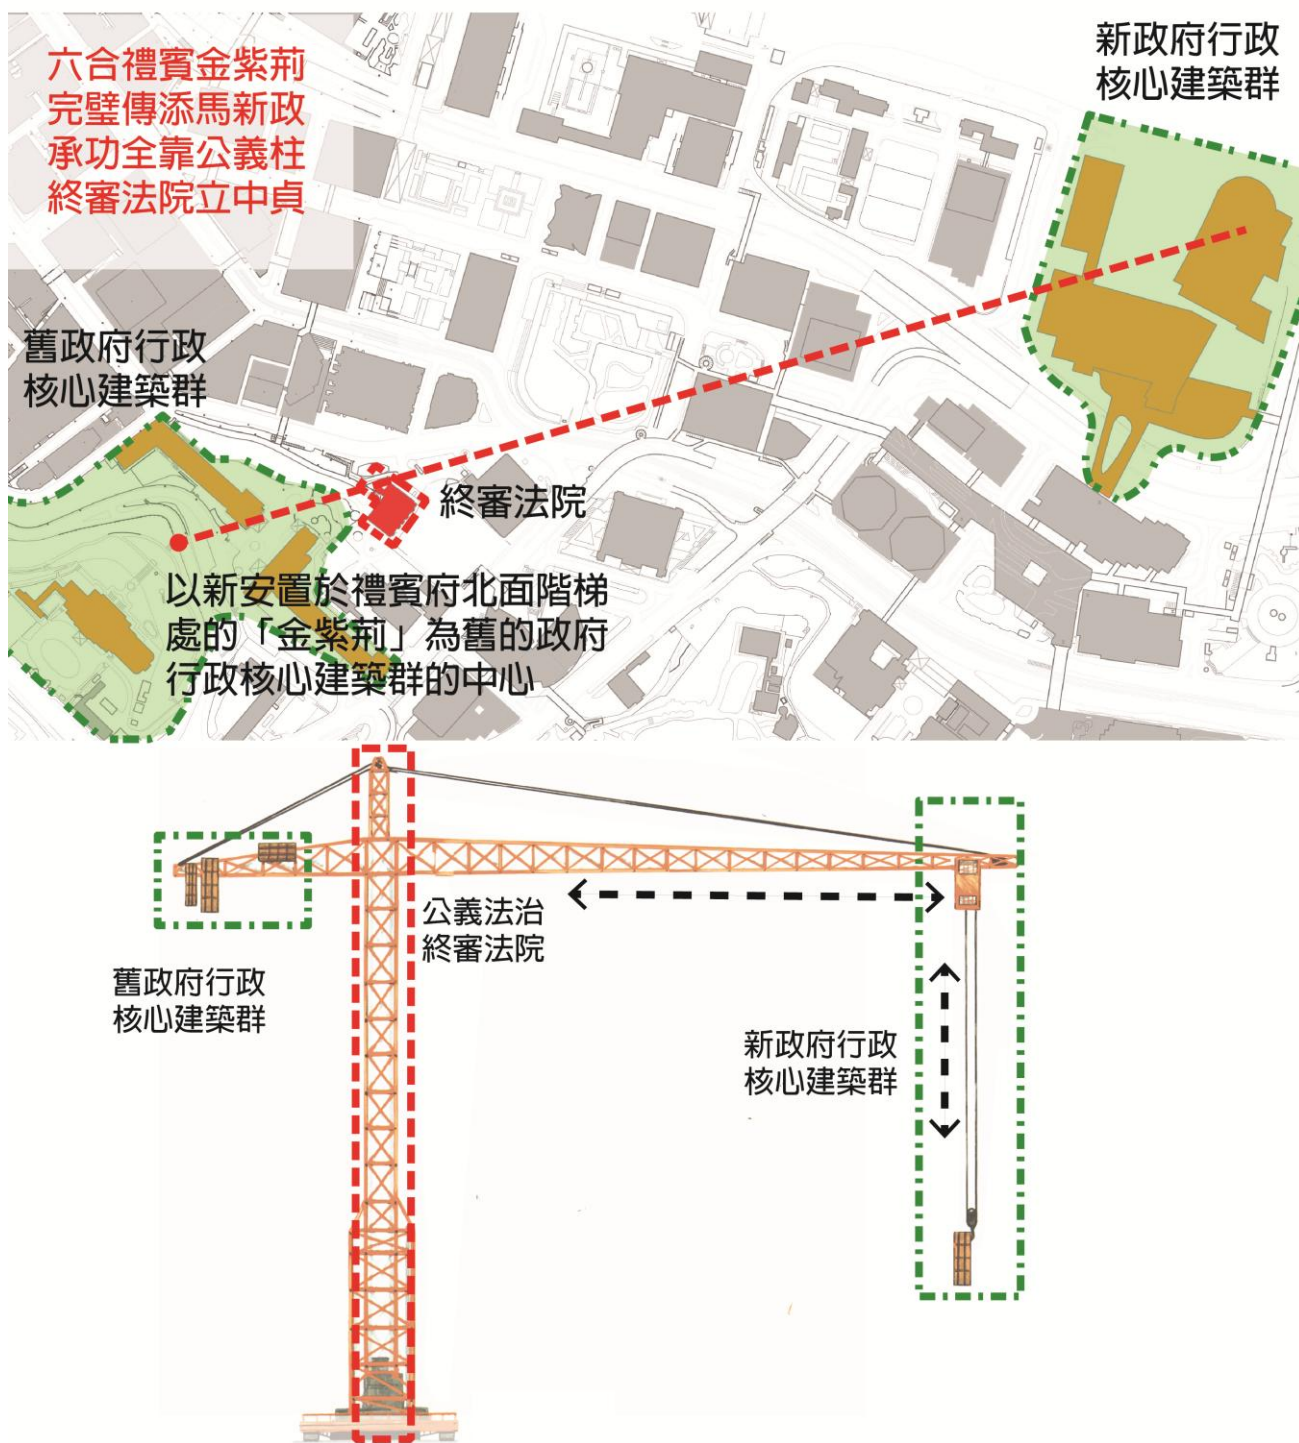 六合禮賓金紫荊
完璧傳添馬新政
承功全靠公義柱
終審法院立中貞
新政府行政
核心建築群
舊政府行政
核心建築群
終審法院
以新安置於禮賓府北面階梯
處的「金紫荊」為舊的政府
行政核心建築群的中心
公義法治
終審法院
舊政府行政
核心建築群
新政府行政
核心建築群